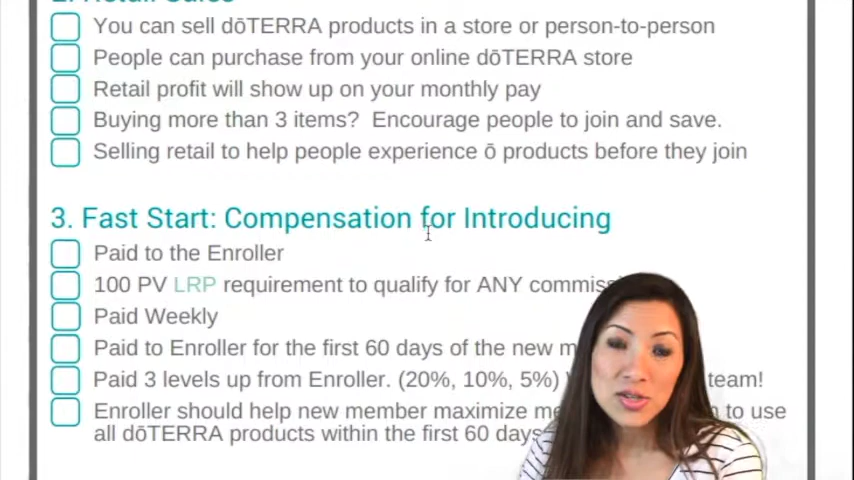 2. Retail Sales
You can sell dōTERRA products in a store or person-to-person
People can purchase from your online dōTERRA store
Retail profit will show up on your monthly pay
Buying more than 3 items? Encourage people to join and save.
Selling retail to help people experience ō products before they join
3. Fast Start: Compensation for Introducing
Paid to the Enroller
100 PV LRP requirement to qualify for ANY
Paid Weekly
Paid to Enroller for the first 60 days of the new
Paid 3 levels up from Enroller. (20%, 10%, 5%) team!
Enroller should help new member maximize to use
all dōTERRA products within the first 60 days